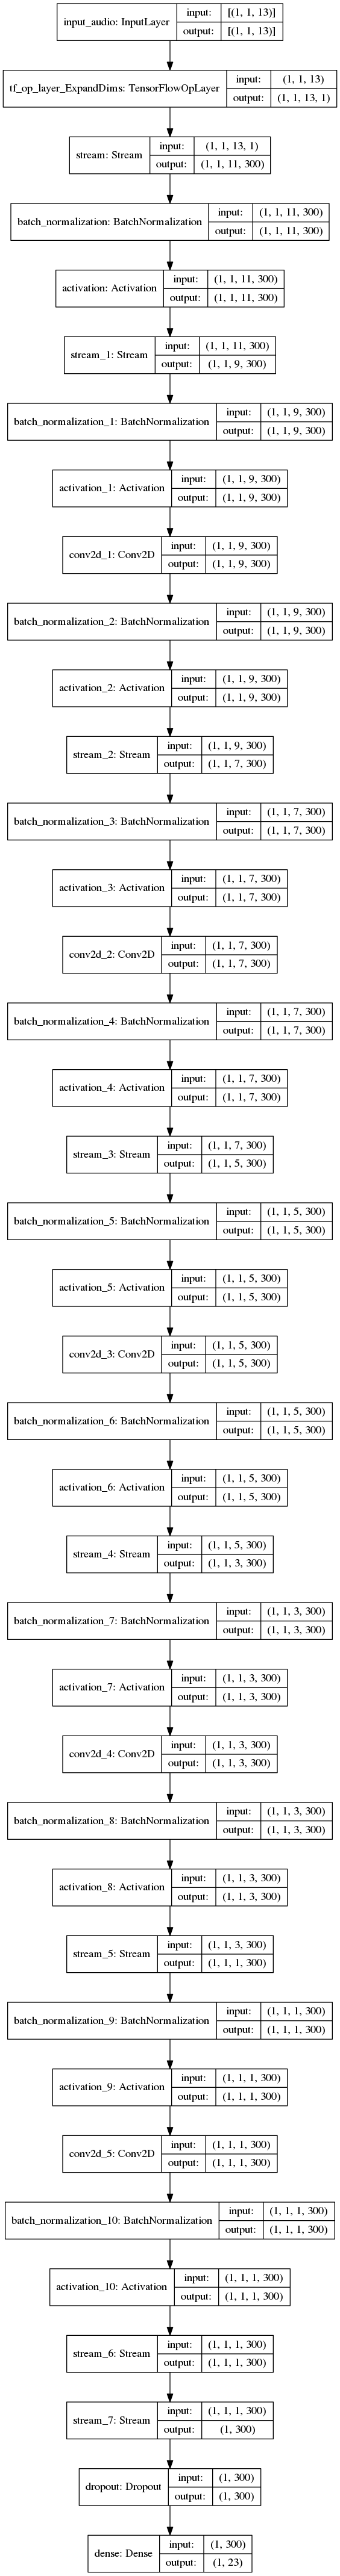 input_audio: InputLayer
input: [(1, 1, 13)]
output: [(1, 1, 13)]
tf_op_layer_ExpandDims: TensorFlowOpLayer
input: (1, 1, 13)
output: (1, 1, 13, 1)
stream: Stream
input: (1, 1, 13, 1)
output: (1, 1, 11, 300)
batch_normalization: BatchNormalization
input: (1, 1, 11, 300)
output: (1, 1, 11, 300)
activation: Activation
input: (1, 1, 11, 300)
output: (1, 1, 11, 300)
stream_1: Stream
input: (1, 1, 11, 300)
output: (1, 1, 9, 300)
batch_normalization_1: BatchNormalization
input: (1, 1, 9, 300)
output: (1, 1, 9, 300)
activation_1: Activation
input: (1, 1, 9, 300)
output: (1, 1, 9, 300)
conv2d_1: Conv2D
input: (1, 1, 9, 300)
output: (1, 1, 9, 300)
batch_normalization_2: BatchNormalization
input: (1, 1, 9, 300)
output: (1, 1, 9, 300)
activation_2: Activation
input: (1, 1, 9, 300)
output: (1, 1, 9, 300)
stream_2: Stream
input: (1, 1, 9, 300)
output: (1, 1, 7, 300)
batch_normalization_3: BatchNormalization
input: (1, 1, 7, 300)
output: (1, 1, 7, 300)
activation_3: Activation
input: (1, 1, 7, 300)
output: (1, 1, 7, 300)
conv2d_2: Conv2D
input: (1, 1, 7, 300)
output: (1, 1, 7, 300)
batch_normalization_4: BatchNormalization
input: (1, 1, 7, 300)
output: (1, 1, 7, 300)
activation_4: Activation
input: (1, 1, 7, 300)
output: (1, 1, 7, 300)
stream_3: Stream
input: (1, 1, 7, 300)
output: (1, 1, 5, 300)
batch_normalization_5: BatchNormalization
input: (1, 1, 5, 300)
output: (1, 1, 5, 300)
activation_5: Activation
input: (1, 1, 5, 300)
output: (1, 1, 5, 300)
conv2d_3: Conv2D
input: (1, 1, 5, 300)
output: (1, 1, 5, 300)
batch_normalization_6: BatchNormalization
input: (1, 1, 5, 300)
output: (1, 1, 5, 300)
activation_6: Activation
input: (1, 1, 5, 300)
output: (1, 1, 5, 300)
stream_4: Stream
input: (1, 1, 5, 300)
output: (1, 1, 3, 300)
batch_normalization_7: BatchNormalization
input: (1, 1, 3, 300)
output: (1, 1, 3, 300)
activation_7: Activation
input: (1, 1, 3, 300)
output: (1, 1, 3, 300)
conv2d_4: Conv2D
input: (1, 1, 3, 300)
output: (1, 1, 3, 300)
batch_normalization_8: BatchNormalization
input: (1, 1, 3, 300)
output: (1, 1, 3, 300)
activation_8: Activation
input: (1, 1, 3, 300)
output: (1, 1, 3, 300)
stream_5: Stream
input: (1, 1, 3, 300)
output: (1, 1, 1, 300)
batch_normalization_9: BatchNormalization
input: (1, 1, 1, 300)
output: (1, 1, 1, 300)
activation_9: Activation
input: (1, 1, 1, 300)
output: (1, 1, 1, 300)
conv2d_5: Conv2D
input: (1, 1, 1, 300)
output: (1, 1, 1, 300)
batch_normalization_10: BatchNormalization
input: (1, 1, 1, 300)
output: (1, 1, 1, 300)
activation_10: Activation
input: (1, 1, 1, 300)
output: (1, 1, 1, 300)
stream_6: Stream
input: (1, 1, 1, 300)
output: (1, 1, 1, 300)
stream_7: Stream
input: (1, 1, 1, 300)
output: (1, 300)
dropout: Dropout
input: (1, 300)
output: (1, 300)
dense: Dense
input: (1, 300)
output: (1, 23)